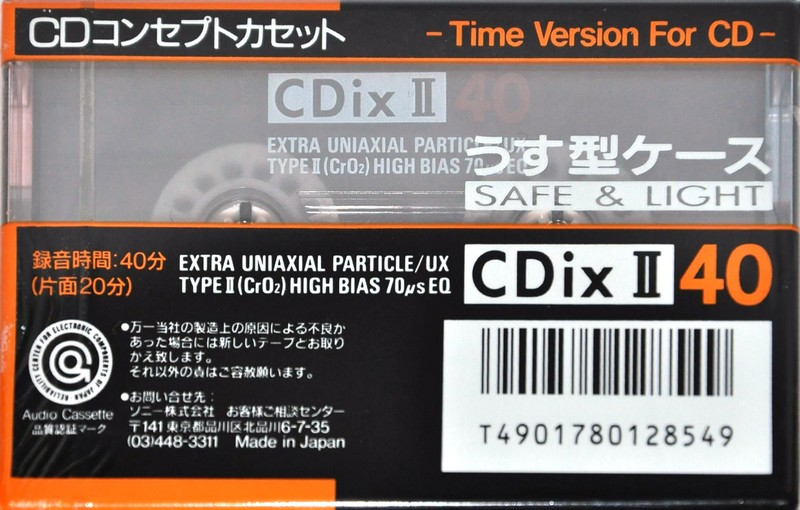 CDコンセプトカセット
- Time Version For CD -
CDix II 40
EXTRA UNIAXIAL PARTICLE/UX
TYPE II (CrO₂) HIGH BIAS 70μs EQ
うす型ケース
SAFE & LIGHT
録音時間:40分
(片面20分)
EXTRA UNIAXIAL PARTICLE/UX
TYPE II (CrO₂) HIGH BIAS 70μs EQ
CDix II 40
RELIABILITY CENTER FOR ELECTRONIC COMPONENTS OF JAPAN
Audio Cassette
品質認証マーク
●万一当社の製造上の原因による不良か
あった場合には新しいテープとお取り
かえ致します。
それ以外の責はご容赦願います。
●お問い合せ先:
ソニー株式会社 お客様ご相談センター
〒141 東京都品川区北品川6-7-35
(03)448-3311 Made in Japan
T4901780128549